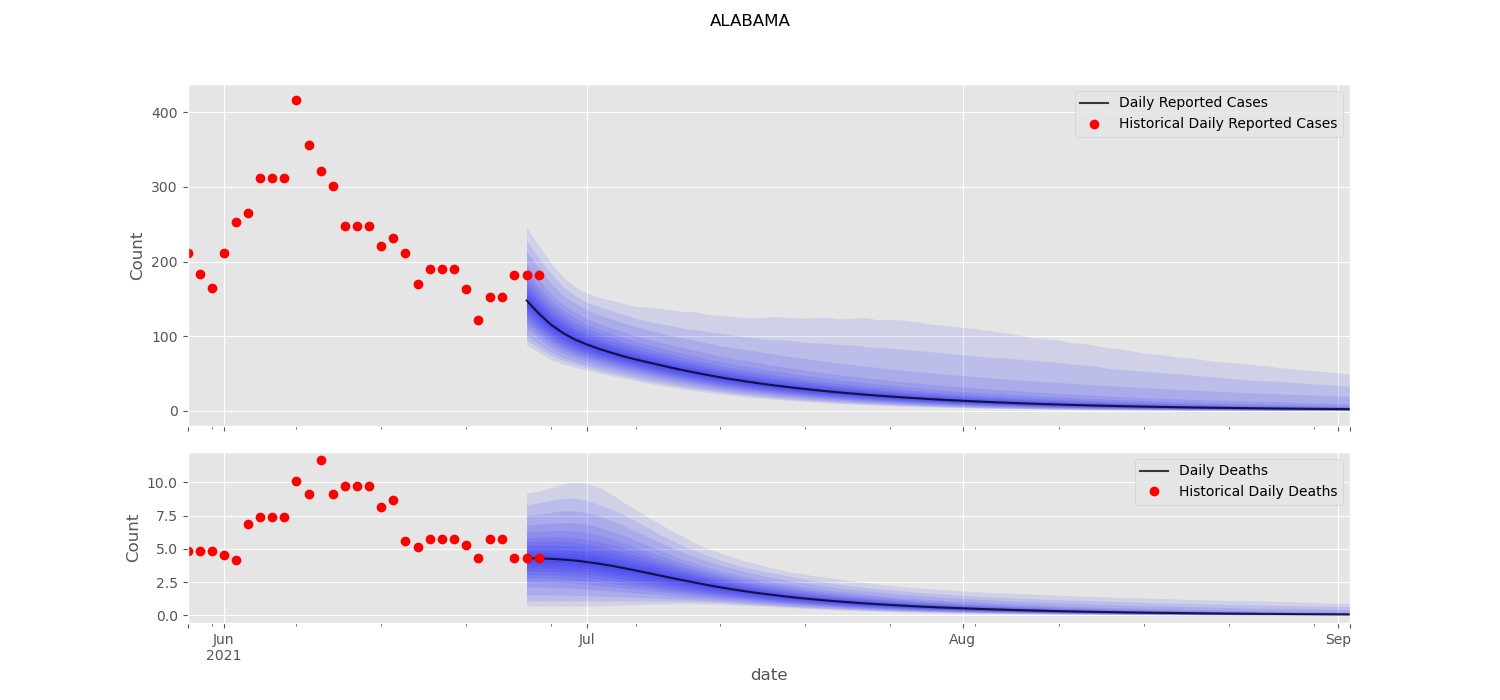 ALABAMA
Daily Reported Cases
Historical Daily Reported Cases
400
300
200
100
0
Count
Daily Deaths
Historical Daily Deaths
10.0
7.5
5.0
2.5
0.0
Count
Jun
2021
Jul
Aug
Sep
date